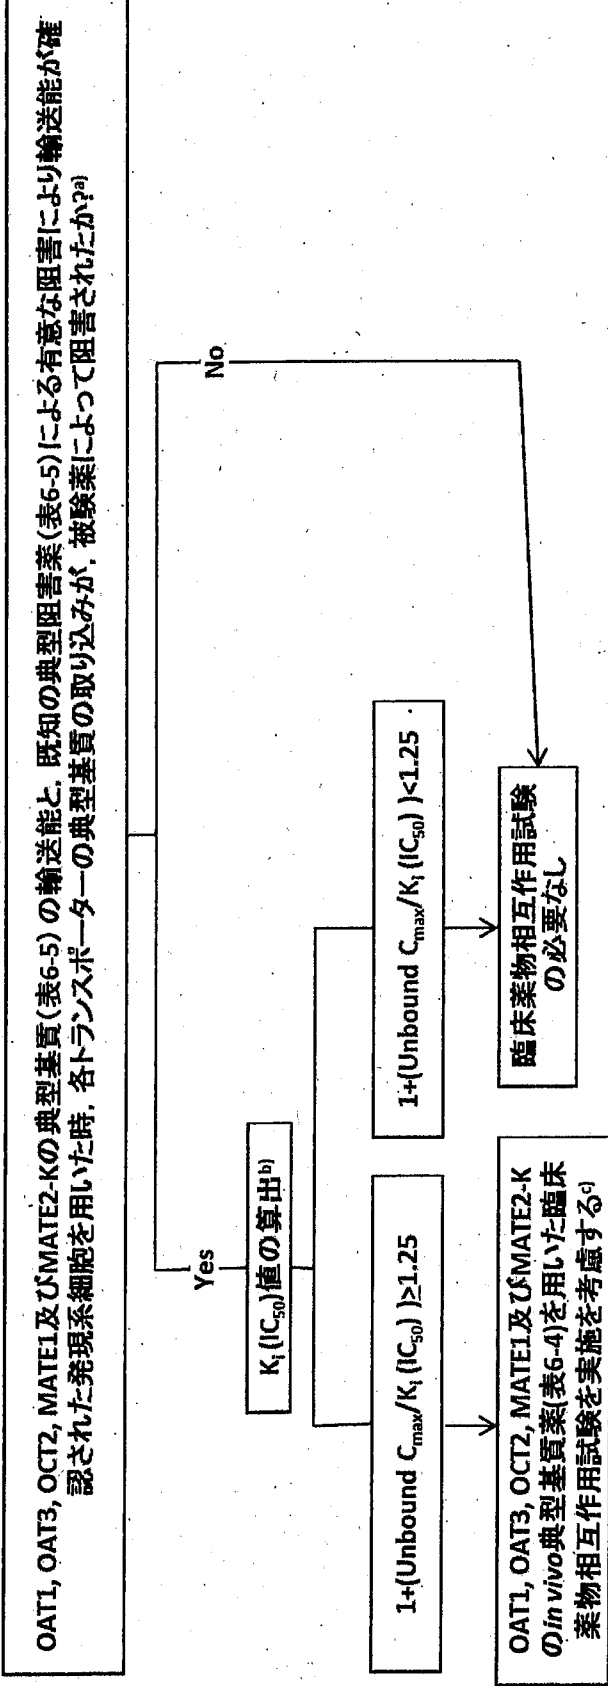 OAT1, OAT3, OCT2, MATE1及びMATE2-Kの典型基質(表6-5) の輸送能と, 既知の典型阻害薬(表6-5)による有意な阻害により輸送能が確
認された発現系細胞を用いた時, 各トランスポーターの典型基質の取り込みが, 被験薬によって阻害されたか?a)
Yes
No
Ki (IC50)値の算出b)
1+(Unbound Cmax/Ki (IC50) )≥1.25
1+(Unbound Cmax/Ki (IC50) )<1.25
OAT1, OAT3, OCT2, MATE1及びMATE2-K
のin vivo典型基質薬(表6-4)を用いた臨床
薬物相互作用試験を実施を考慮するc)
臨床薬物相互作用試験
の必要なし